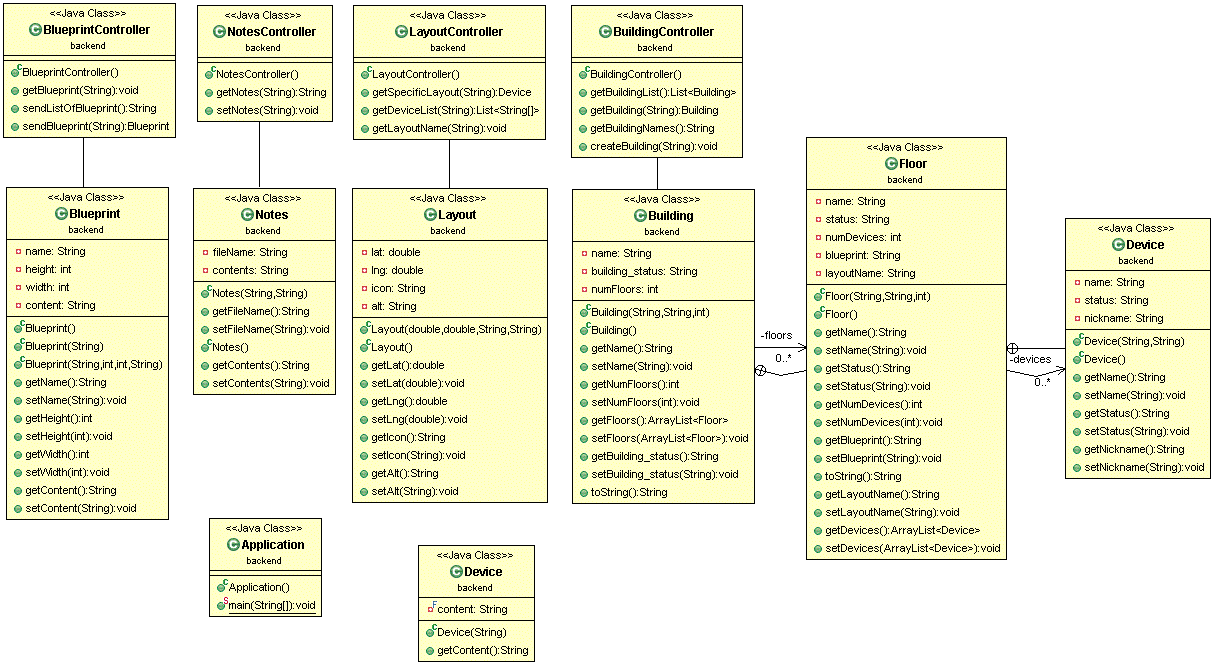 <<Java Class>>
BlueprintController
backend
BlueprintController()
getBlueprint(String):void
sendListOfBlueprint():String
sendBlueprint(String):Blueprint
<<Java Class>>
NotesController
backend
NotesController()
getNotes(String):String
setNotes(String):void
<<Java Class>>
LayoutController
backend
LayoutController()
getSpecificLayout(String):Device
getDeviceList(String):List<String[]>
getLayoutName(String):void
<<Java Class>>
BuildingController
backend
BuildingController()
getBuildingList():List<Building>
getBuilding(String):Building
getBuildingNames():String
createBuilding(String):void
<<Java Class>>
Blueprint
backend
name: String
height: int
width: int
content: String
Blueprint()
Blueprint(String)
Blueprint(String,int,int,String)
getName():String
setName(String):void
getHeight():int
setHeight(int):void
getWidth():int
setWidth(int):void
getContent():String
setContent(String):void
<<Java Class>>
Notes
backend
fileName: String
contents: String
Notes(String,String)
getFileName():String
setFileName(String):void
Notes()
getContents():String
setContents(String):void
<<Java Class>>
Layout
backend
lat: double
lng: double
icon: String
alt: String
Layout(double,double,String,String)
Layout()
getLat():double
setLat(double):void
getLng():double
setLng(double):void
getIcon():String
setIcon(String):void
getAlt():String
setAlt(String):void
<<Java Class>>
Building
backend
name: String
building_status: String
numFloors: int
Building(String,String,int)
Building()
getName():String
setName(String):void
getNumFloors():int
setNumFloors(int):void
getFloors():ArrayList<Floor>
setFloors(ArrayList<Floor>):void
getBuilding_status():String
setBuilding_status(String):void
toString():String
-floors
0..*
<<Java Class>>
Floor
backend
name: String
status: String
numDevices: int
blueprint: String
layoutName: String
Floor(String,String,int)
Floor()
getName():String
setName(String):void
getStatus():String
setStatus(String):void
getNumDevices():int
setNumDevices(int):void
getBlueprint():String
setBlueprint(String):void
toString():String
getLayoutName():String
setLayoutName(String):void
getDevices():ArrayList<Device>
setDevices(ArrayList<Device>):void
-devices
0..*
<<Java Class>>
Device
backend
name: String
status: String
nickname: String
Device(String,String)
Device()
getName():String
setName(String):void
getStatus():String
setStatus(String):void
getNickname():String
setNickname(String):void
<<Java Class>>
Application
backend
Application()
main(String[]):void
<<Java Class>>
Device
backend
content: String
Device(String)
getContent():String